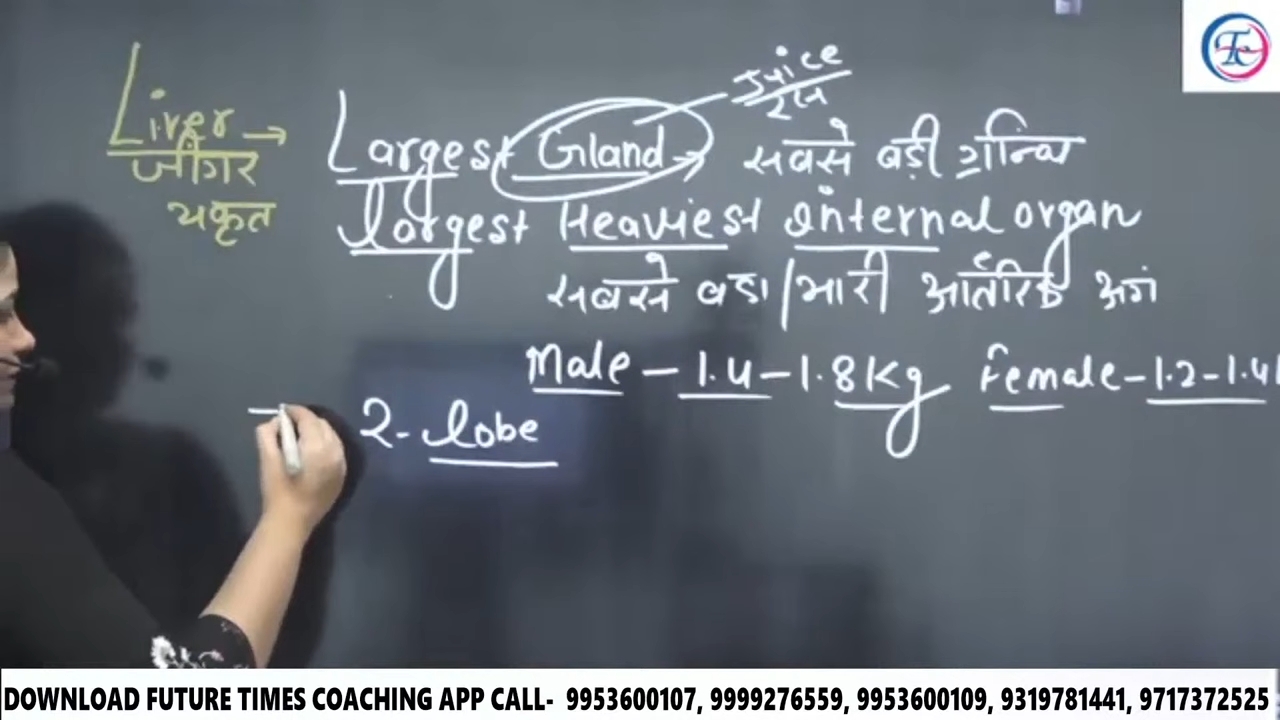 Liver → Largest Gland → सबसे बड़ी ग्रन्थि
Juice
रस
जीगर
यकृत
largest Heaviest internal organ
सबसे बडा/भारी आंतरिक अगं
Male - 1.4 - 1.8 Kg Female - 1.2 - 1.4
2 - lobe
Tc
DOWNLOAD FUTURE TIMES COACHING APP CALL- 9953600107, 9999276559, 9953600109, 9319781441, 9717372525